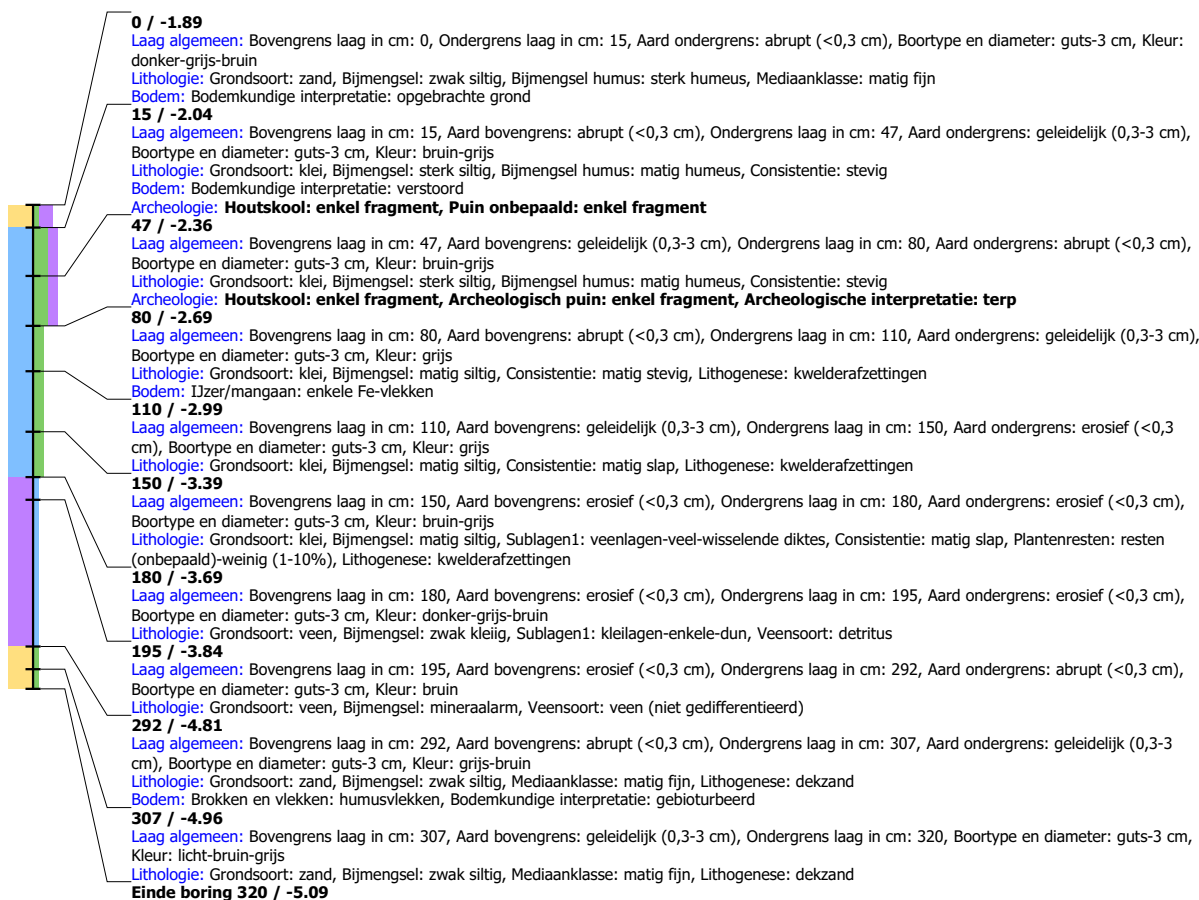 0 / -1.89
Laag algemeen: Bovengrens laag in cm: 0, Ondergrens laag in cm: 15, Aard ondergrens: abrupt (<0,3 cm), Boortype en diameter: guts-3 cm, Kleur:
donker-grijs-bruin
Lithologie: Grondsoort: zand, Bijmengsel: zwak siltig, Bijmengsel humus: sterk humeus, Mediaanklasse: matig fijn
Bodem: Bodemkundige interpretatie: opgebrachte grond
15 / -2.04
Laag algemeen: Bovengrens laag in cm: 15, Aard bovengrens: abrupt (<0,3 cm), Ondergrens laag in cm: 47, Aard ondergrens: geleidelijk (0,3-3 cm),
Boortype en diameter: guts-3 cm, Kleur: bruin-grijs
Lithologie: Grondsoort: klei, Bijmengsel: sterk siltig, Bijmengsel humus: matig humeus, Consistentie: stevig
Bodem: Bodemkundige interpretatie: verstoord
Archeologie: Houtskool: enkel fragment, Puin onbepaald: enkel fragment
47 / -2.36
Laag algemeen: Bovengrens laag in cm: 47, Aard bovengrens: geleidelijk (0,3-3 cm), Ondergrens laag in cm: 80, Aard ondergrens: abrupt (<0,3 cm),
Boortype en diameter: guts-3 cm, Kleur: bruin-grijs
Lithologie: Grondsoort: klei, Bijmengsel: sterk siltig, Bijmengsel humus: matig humeus, Consistentie: stevig
Archeologie: Houtskool: enkel fragment, Archeologisch puin: enkel fragment, Archeologische interpretatie: terp
80 / -2.69
Laag algemeen: Bovengrens laag in cm: 80, Aard bovengrens: abrupt (<0,3 cm), Ondergrens laag in cm: 110, Aard ondergrens: geleidelijk (0,3-3 cm),
Boortype en diameter: guts-3 cm, Kleur: grijs
Lithologie: Grondsoort: klei, Bijmengsel: matig siltig, Consistentie: matig stevig, Lithogenese: kwelderafzettingen
Bodem: IJzer/mangaan: enkele Fe-vlekken
110 / -2.99
Laag algemeen: Bovengrens laag in cm: 110, Aard bovengrens: geleidelijk (0,3-3 cm), Ondergrens laag in cm: 150, Aard ondergrens: erosief (<0,3
cm), Boortype en diameter: guts-3 cm, Kleur: grijs
Lithologie: Grondsoort: klei, Bijmengsel: matig siltig, Consistentie: matig slap, Lithogenese: kwelderafzettingen
150 / -3.39
Laag algemeen: Bovengrens laag in cm: 150, Aard bovengrens: erosief (<0,3 cm), Ondergrens laag in cm: 180, Aard ondergrens: erosief (<0,3 cm),
Boortype en diameter: guts-3 cm, Kleur: bruin-grijs
Lithologie: Grondsoort: klei, Bijmengsel: matig siltig, Sublagen1: veenlagen-veel-wisselende diktes, Consistentie: matig slap, Plantenresten: resten
(onbepaald)-weinig (1-10%), Lithogenese: kwelderafzettingen
180 / -3.69
Laag algemeen: Bovengrens laag in cm: 180, Aard bovengrens: erosief (<0,3 cm), Ondergrens laag in cm: 195, Aard ondergrens: erosief (<0,3 cm),
Boortype en diameter: guts-3 cm, Kleur: donker-grijs-bruin
Lithologie: Grondsoort: veen, Bijmengsel: zwak kleiig, Sublagen1: kleilagen-enkele-dun, Veensoort: detritus
195 / -3.84
Laag algemeen: Bovengrens laag in cm: 195, Aard bovengrens: erosief (<0,3 cm), Ondergrens laag in cm: 292, Aard ondergrens: abrupt (<0,3 cm),
Boortype en diameter: guts-3 cm, Kleur: bruin
Lithologie: Grondsoort: veen, Bijmengsel: mineraalarm, Veensoort: veen (niet gedifferentieerd)
292 / -4.81
Laag algemeen: Bovengrens laag in cm: 292, Aard bovengrens: abrupt (<0,3 cm), Ondergrens laag in cm: 307, Aard ondergrens: geleidelijk (0,3-3
cm), Boortype en diameter: guts-3 cm, Kleur: grijs-bruin
Lithologie: Grondsoort: zand, Bijmengsel: zwak siltig, Mediaanklasse: matig fijn, Lithogenese: dekzand
Bodem: Brokken en vlekken: humusvlekken, Bodemkundige interpretatie: gebioturbeerd
307 / -4.96
Laag algemeen: Bovengrens laag in cm: 307, Aard bovengrens: geleidelijk (0,3-3 cm), Ondergrens laag in cm: 320, Boortype en diameter: guts-3 cm,
Kleur: licht-bruin-grijs
Lithologie: Grondsoort: zand, Bijmengsel: zwak siltig, Mediaanklasse: matig fijn, Lithogenese: dekzand
Einde boring 320 / -5.09